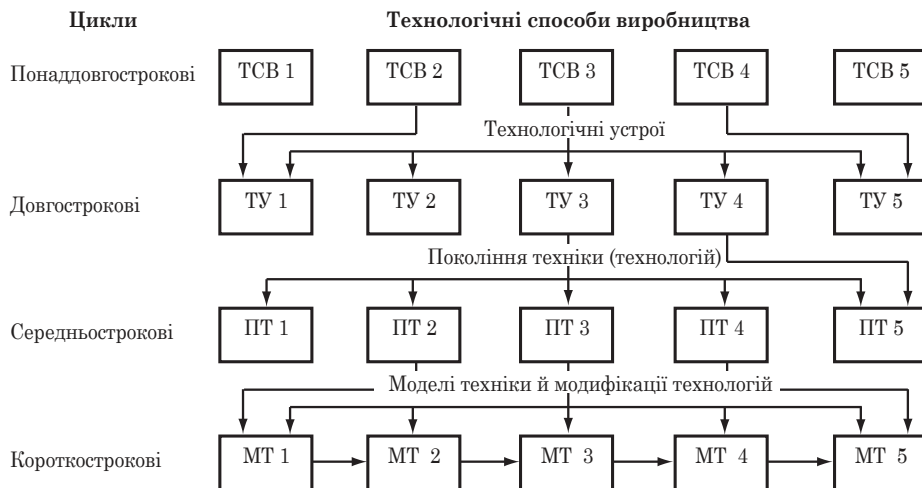 Цикли Технологічні способи виробництва
Понаддовгострокові ТСВ 1 ТСВ 2 ТСВ 3 ТСВ 4 ТСВ 5
Технологічні устрої
Довгострокові ТУ 1 ТУ 2 ТУ 3 ТУ 4 ТУ 5
Покоління техніки (технологій)
Середньострокові ПТ 1 ПТ 2 ПТ 3 ПТ 4 ПТ 5
Моделі техніки й модифікації технологій
Короткострокові МТ 1 МТ 2 МТ 3 МТ 4 МТ 5